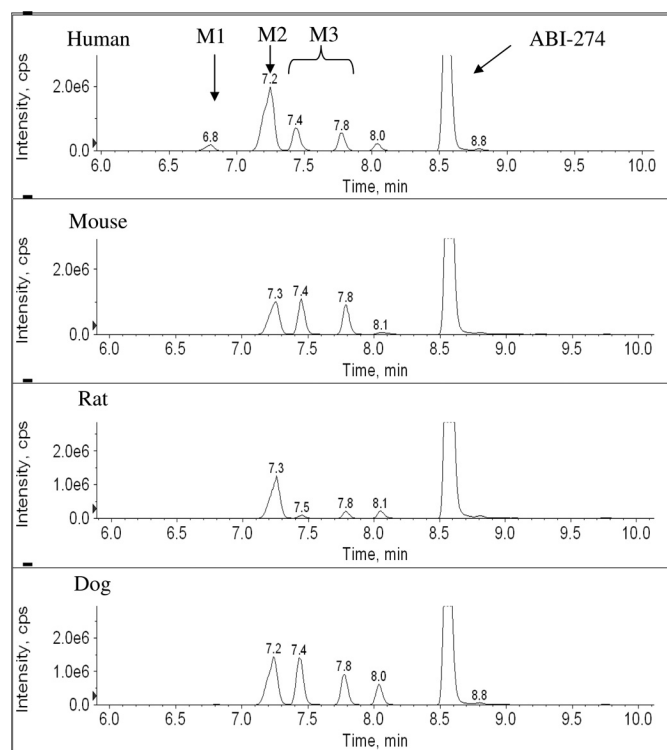 Human M1 M2 M3 ABI-274
Intensity, cps
2.0e6
0.0
6.8 7.2 7.4 7.8 8.0 8.8
6.0 6.5 7.0 7.5 8.0 8.5 9.0 9.5 10.0
Time, min
Mouse
Intensity, cps
2.0e6
0.0
7.3 7.4 7.8 8.1
6.0 6.5 7.0 7.5 8.0 8.5 9.0 9.5 10.0
Time, min
Rat
Intensity, cps
2.0e6
1.0e6
0.0
7.3 7.5 7.8 8.1
6.0 6.5 7.0 7.5 8.0 8.5 9.0 9.5 10.0
Time, min
Dog
Intensity, cps
2.0e6
1.0e6
0.0
7.2 7.4 7.8 8.0 8.8
6.0 6.5 7.0 7.5 8.0 8.5 9.0 9.5 10.0
Time, min